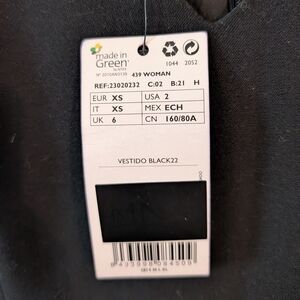 made in
Green
1044 2052
439 WOMAN
REF:23020232 C:02 B:21 H
EUR XS USA 2
IT XS MEX ECH
UK 6 CN 160/80A
VESTIDO BLACK22